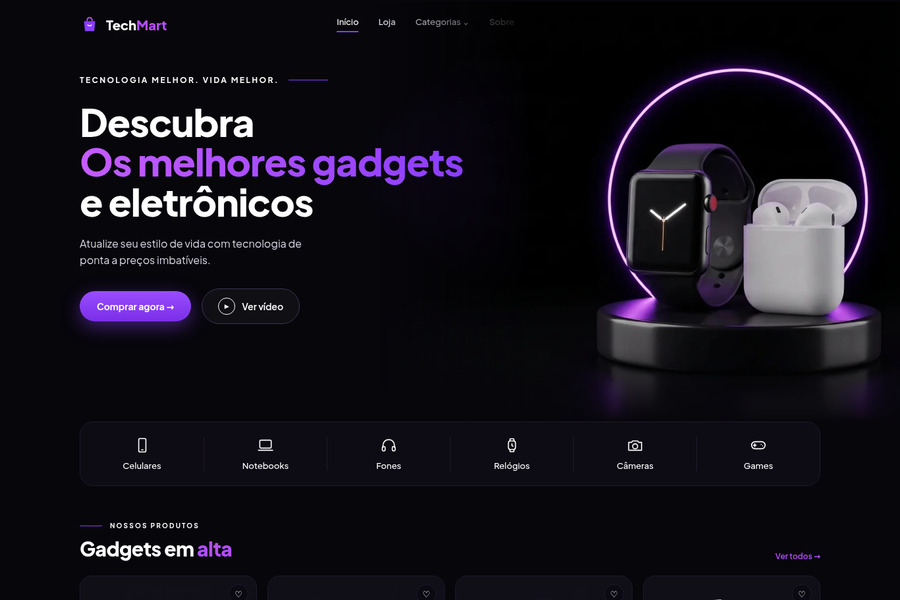 TechMart
Início
Loja
Categorias
Sobre
TECNOLOGIA MELHOR. VIDA MELHOR.
Descubra
Os melhores gadgets
e eletrônicos
Atualize seu estilo de vida com tecnologia de
ponta a preços imbatíveis.
Comprar agora →
Ver vídeo
Celulares
Notebooks
Fones
Relógios
Câmeras
Games
NOSSOS PRODUTOS
Gadgets em alta
Ver todos →